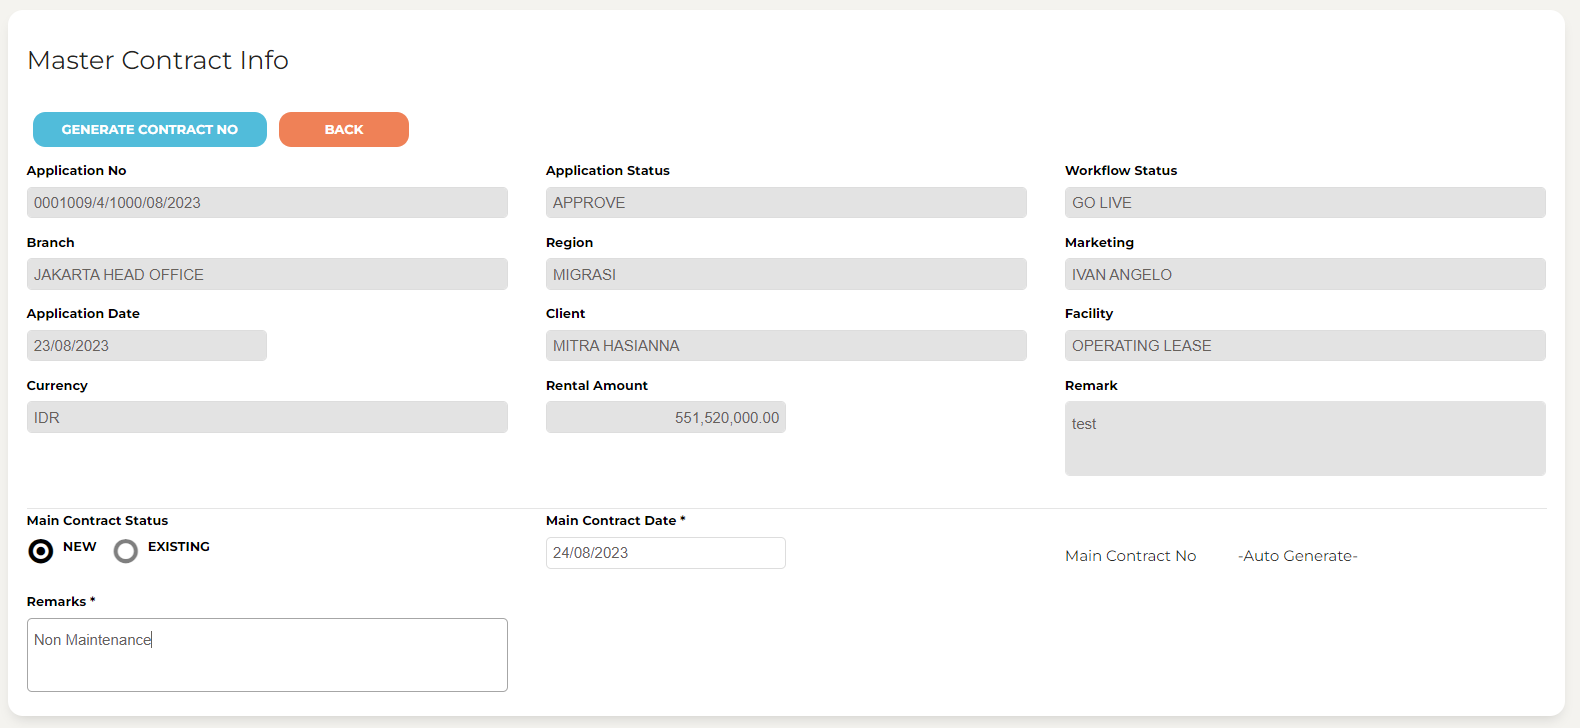 Master Contract Info
GENERATE CONTRACT NO BACK
Application No Application Status Workflow Status
0001009/4/1000/08/2023 APPROVE GO LIVE
Branch Region Marketing
JAKARTA HEAD OFFICE MIGRASI IVAN ANGELO
Application Date Client Facility
23/08/2023 MITRA HASIANNA OPERATING LEASE
Currency Rental Amount Remark
IDR 551,520,000.00 test
Main Contract Status Main Contract Date *
NEW EXISTING 24/08/2023 Main Contract No -Auto Generate-
Remarks *
Non Maintenance